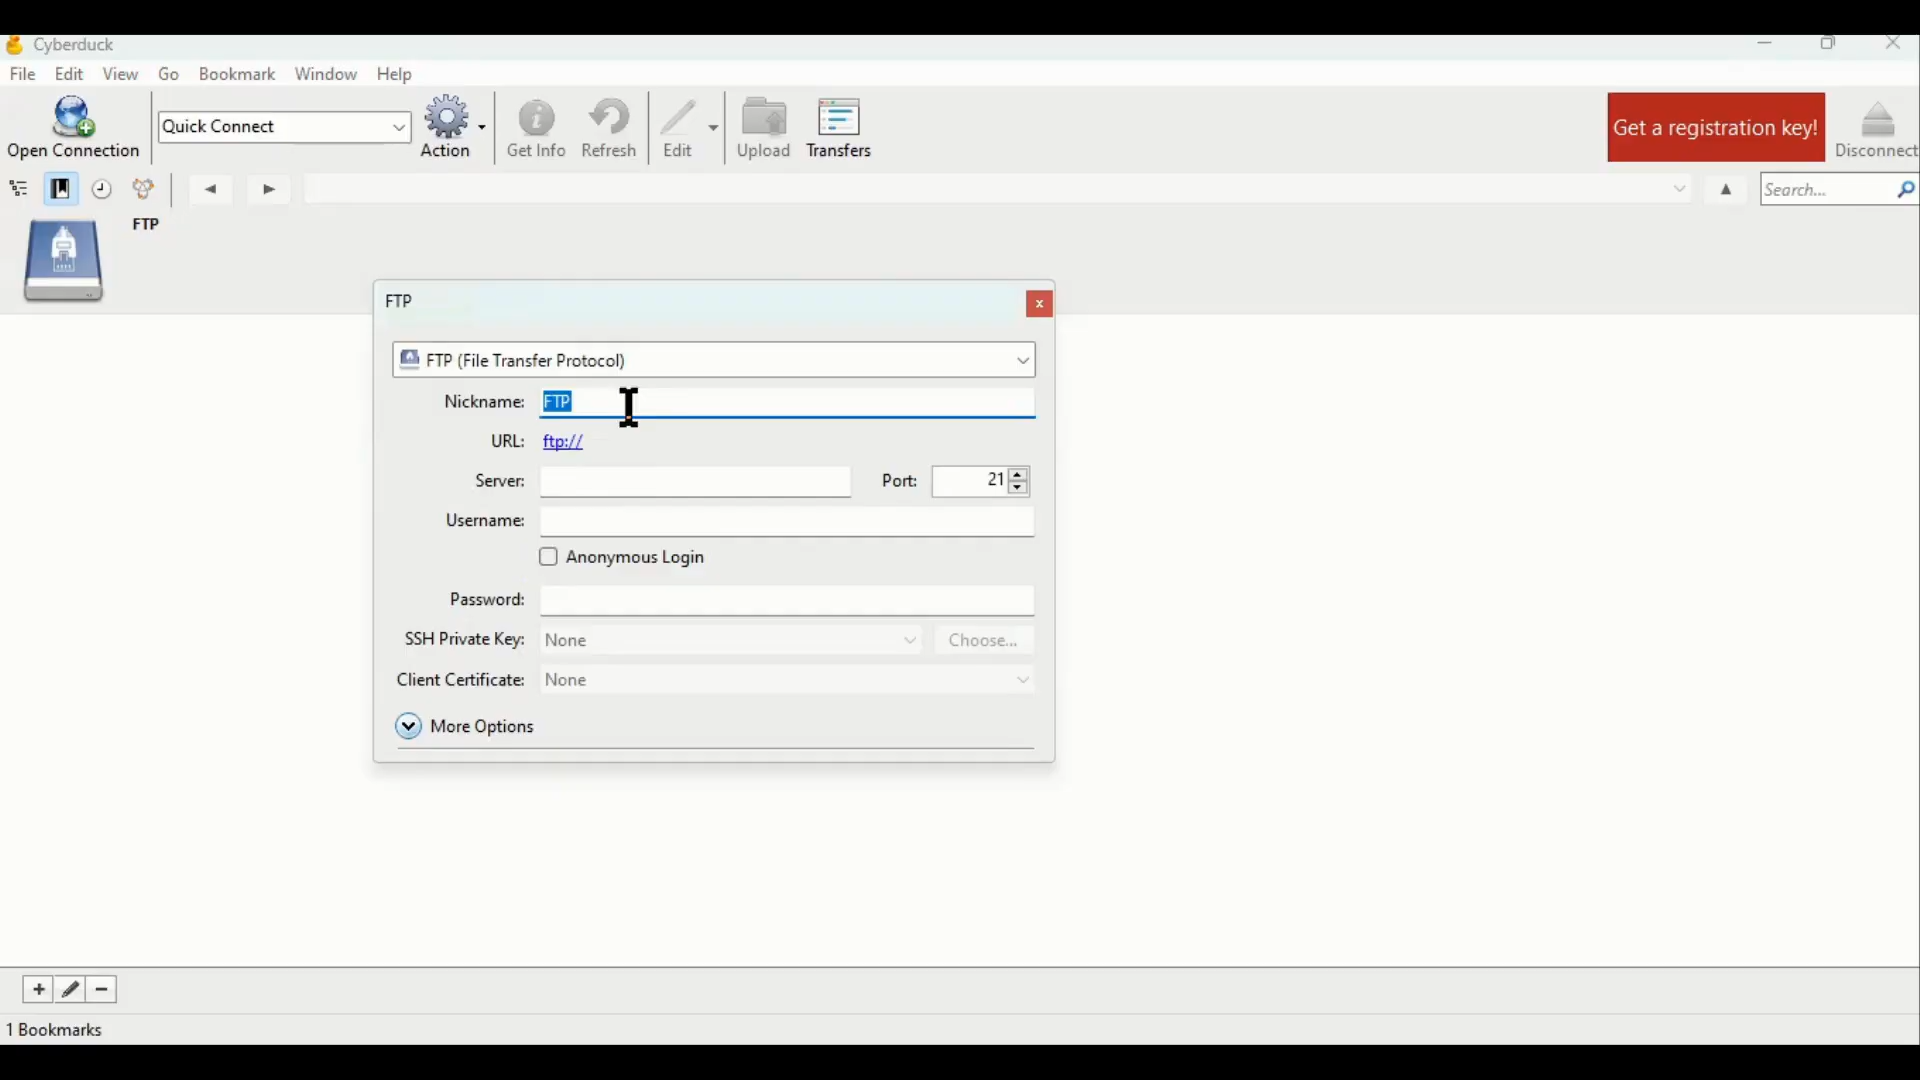 Cyberduck
File Edit View Go Bookmark Window Help
Open Connection Quick Connect Action Get Info Refresh Edit Upload Transfers Get a registration key! Disconnect
Search...
FTP
FTP x
FTP (File Transfer Protocol)
Nickname: FTP
URL: ftp://
Server: Port: 21
Username:
Anonymous Login
Password:
SSH Private Key: None Choose...
Client Certificate: None
More Options
1 Bookmarks